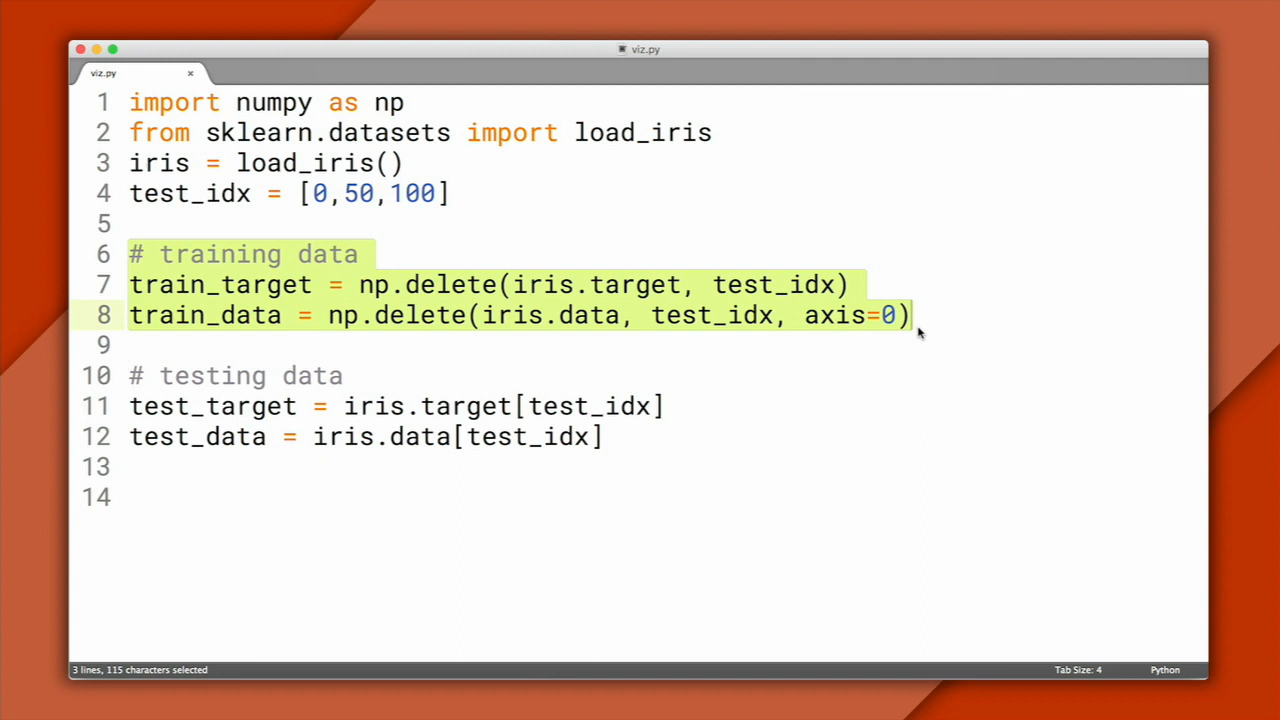 viz.py
viz.py ×
1 import numpy as np
2 from sklearn.datasets import load_iris
3 iris = load_iris()
4 test_idx = [0,50,100]
5
6 # training data
7 train_target = np.delete(iris.target, test_idx)
8 train_data = np.delete(iris.data, test_idx, axis=0)
9
10 # testing data
11 test_target = iris.target[test_idx]
12 test_data = iris.data[test_idx]
13
14
3 lines, 115 characters selected Tab Size: 4 Python